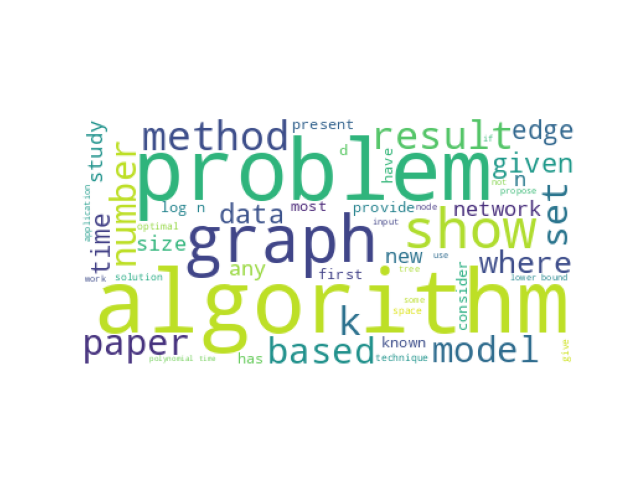 study
method
present
result
if
edge
number
problem
d
have
given
n
not
propose
application
time
optimal
log n
size
data
most
provide
node
network
set
graph
input
show
any
first
new
use
where
work
solution
tree
consider
lower bound
algorithm
some
space
k
paper
polynomial time
has
based
known
technique
model
give